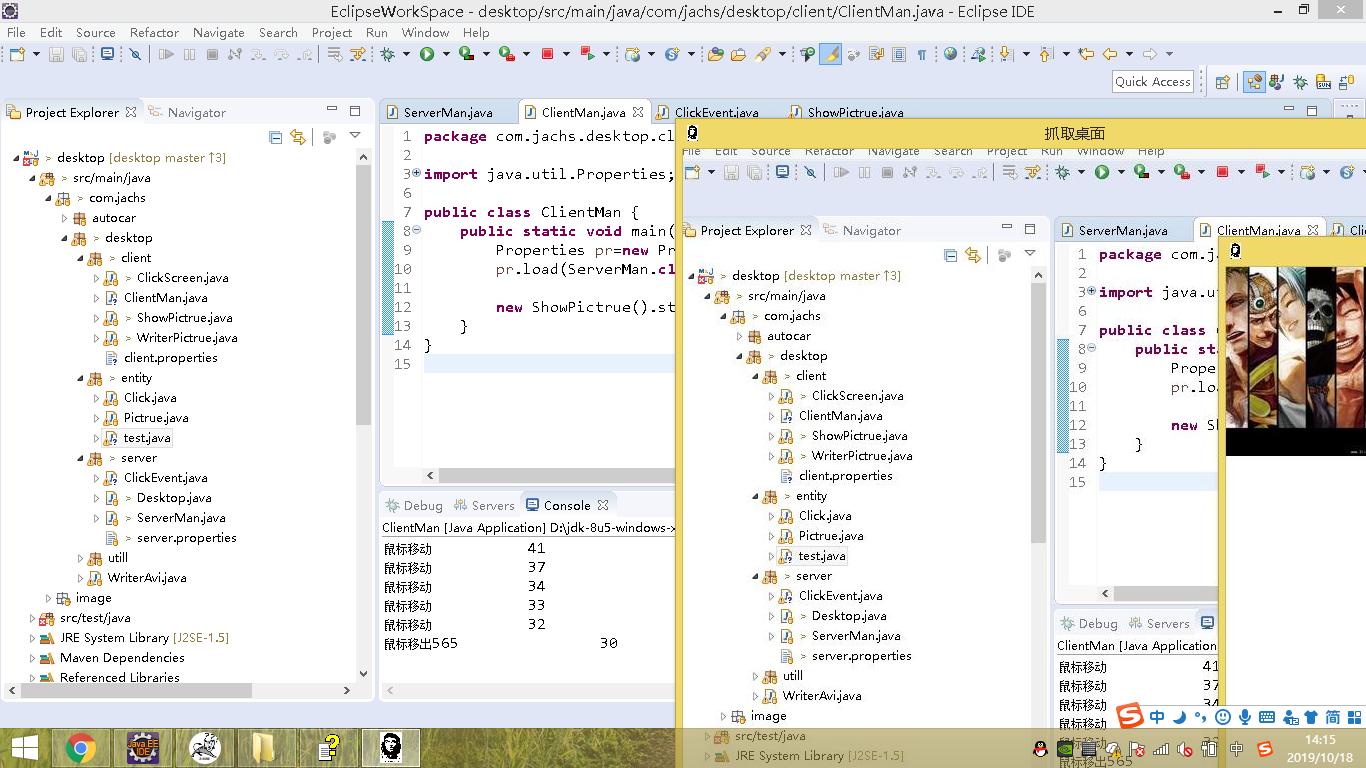 EclipseWorkSpace - desktop/src/main/java/com/jachs/desktop/client/ClientMan.java - Eclipse IDE
File Edit Source Refactor Navigate Search Project Run Window Help
Quick Access
Project Explorer
Navigator
> desktop [desktop master ↑3]
src/main/java
> com.jachs
autocar
> desktop
> client
> ClickScreen.java
ClientMan.java
> ShowPictrue.java
> WriterPictrue.java
client.properties
> entity
Click.java
Pictrue.java
test.java
> server
ClickEvent.java
> Desktop.java
> ServerMan.java
> server.properties
utill
WriterAvi.java
image
src/test/java
JRE System Library [J2SE-1.5]
Maven Dependencies
Referenced Libraries
ServerMan.java
ClientMan.java
ClickEvent.java
ShowPictrue.java
1 package com.jachs.desktop.cl
2
3 import java.util.Properties;
6
7 public class ClientMan {
8 public static void main(
9 Properties pr=new Pr
10 pr.load(ServerMan.cl
11
12 new ShowPictrue().st
13 }
14 }
15
Debug Servers Console
ClientMan [Java Application] D:\jdk-8u5-windows-x
鼠标移动 41
鼠标移动 37
鼠标移动 34
鼠标移动 33
鼠标移动 32
鼠标移出565 30
抓取桌面
File Edit Source Refactor Navigate Search Project Run Window Help
Project Explorer
Navigator
> desktop [desktop master ↑3]
> src/main/java
> com.jachs
autocar
> desktop
> client
> ClickScreen.java
ClientMan.java
> ShowPictrue.java
> WriterPictrue.java
client.properties
> entity
Click.java
Pictrue.java
test.java
> server
ClickEvent.java
> Desktop.java
> ServerMan.java
> server.properties
utill
WriterAvi.java
image
src/test/java
JRE System Library [J2SE-1.5]
ServerMan.java
ClientMan.java
Cli
1 package com.j
2
3 import java.ut
6
7 public class
8 public sta
9 Prope
10 pr.loa
11
12 new Sh
13 }
14 }
15
Debug Servers
ClientMan [Java Application]
鼠标移动 41
鼠标移动 37
鼠标移动 34
鼠标移动
中
简
中
14:15
2019/10/18